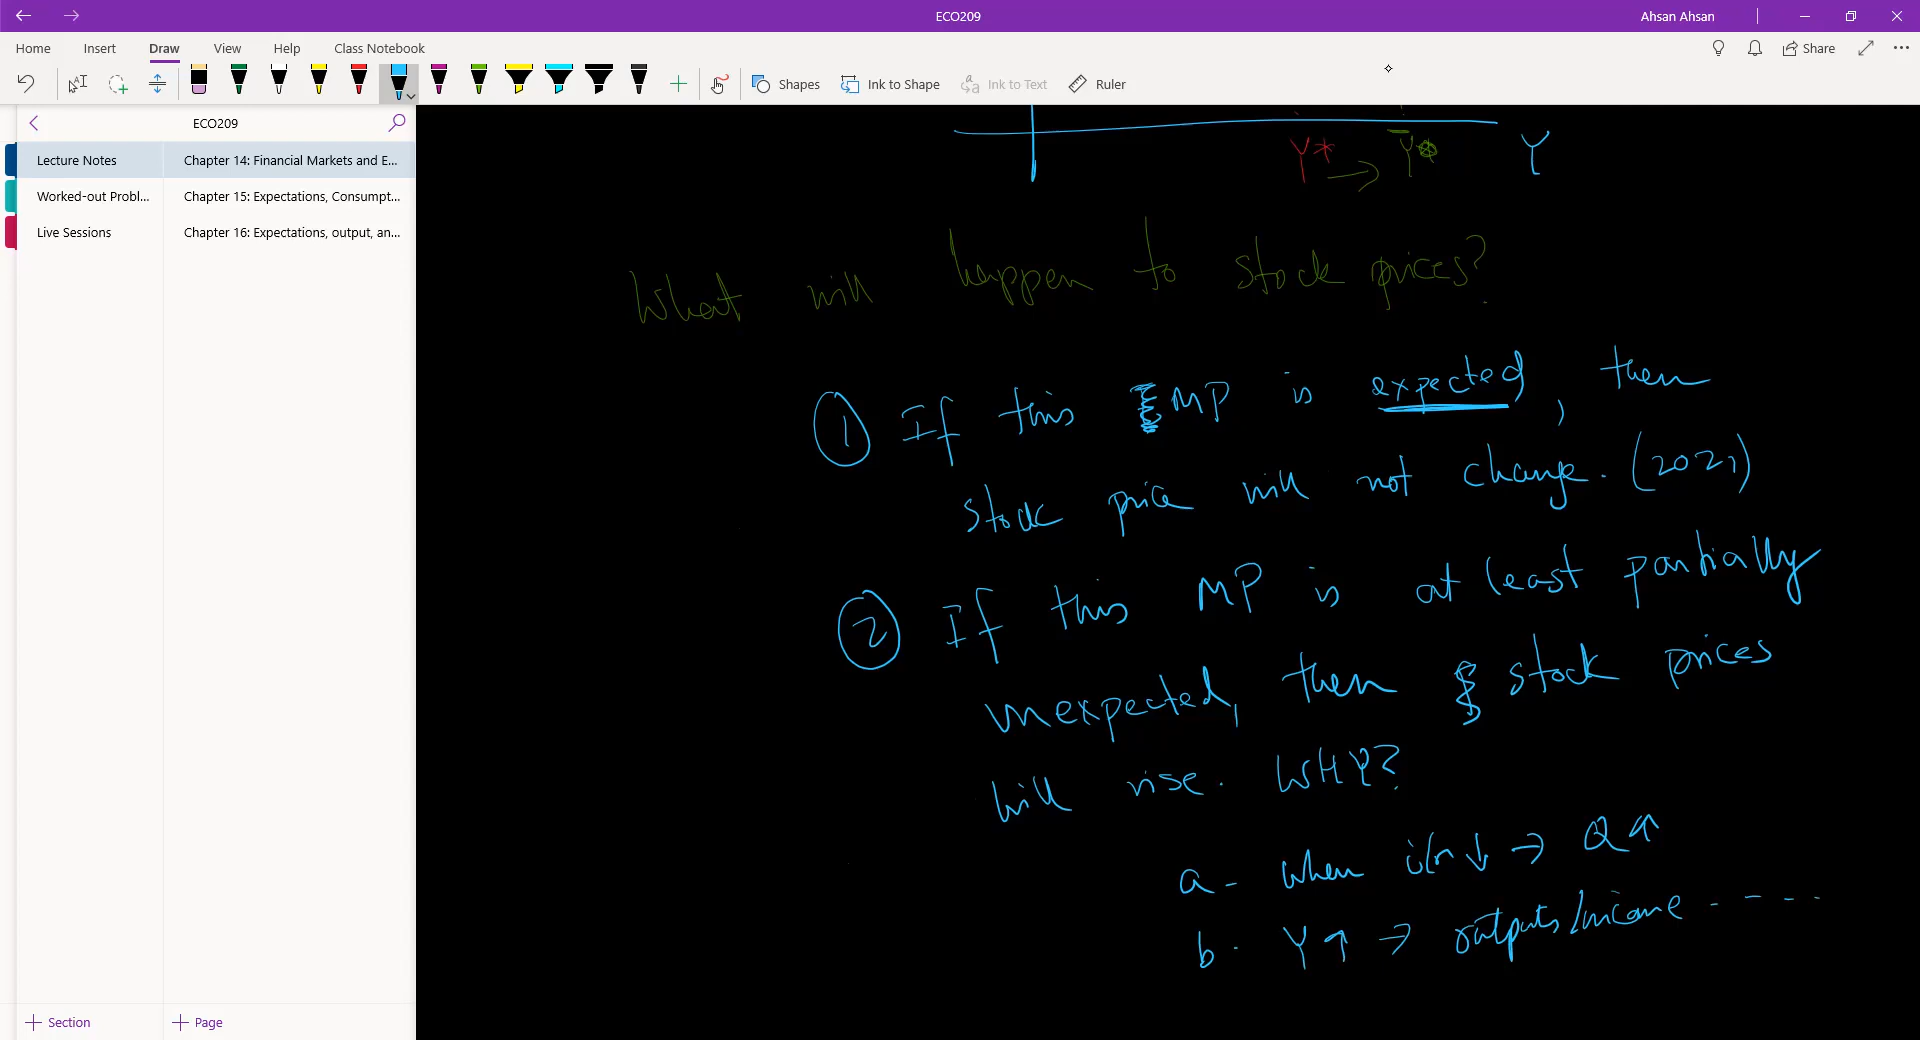 ECO209
Ahsan Ahsan
Home Insert Draw View Help Class Notebook
Share
Shapes
Ink to Shape
Ink to Text
Ruler
ECO209
Lecture Notes
Worked-out Probl...
Live Sessions
Chapter 14: Financial Markets and E...
Chapter 15: Expectations, Consumpt...
Chapter 16: Expectations, output, an...
Y* → Y* Y
What will happen to stock prices?
① If this MP is expected, then
stock price will not change. (2021)
② If this MP is at least partially
unexpected, then stock prices
will rise. WHY?
a - when i/r ↓ → Q ↑
b. Y ↑ → outputs/income - - - -
+ Section
+ Page